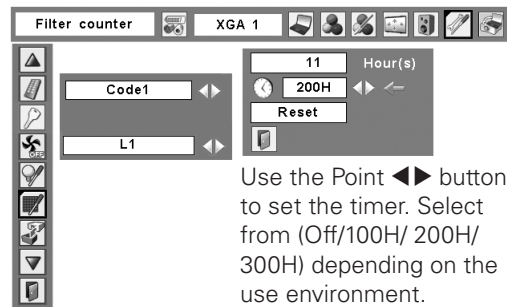 Filter counter
XGA 1
11 Hour(s)
Code1
200H
Reset
L1
OFF
Use the Point ◀▶ button
to set the timer. Select
from (Off/100H/ 200H/
300H) depending on the
use environment.